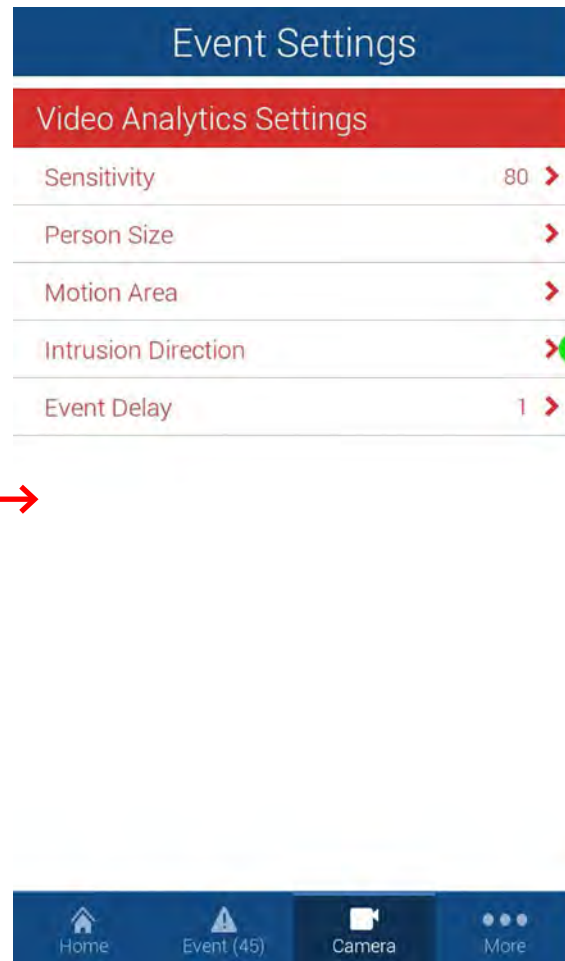 Event Settings
Video Analytics Settings
Sensitivity 80
Person Size
Motion Area
Intrusion Direction
Event Delay 1
Home Event (45) Camera More